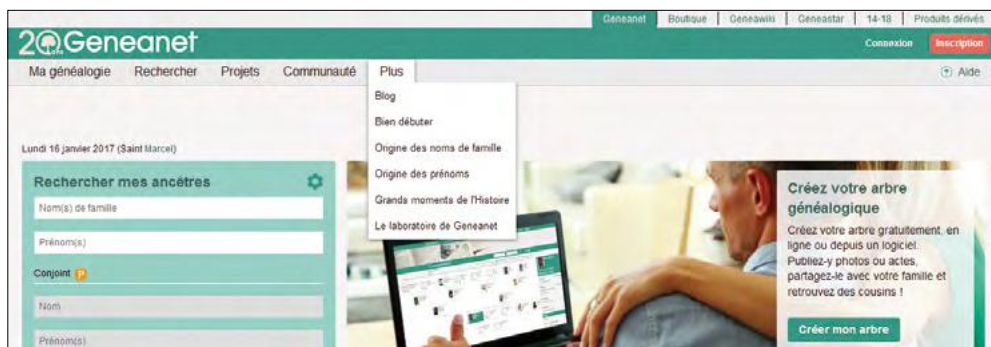 Geneanet Boutique Geneawiki Geneastar 14-18 Produits dérivés
20 Geneanet
Connexion Inscription
Ma généalogie Rechercher Projets Communauté Plus Aide
Blog
Bien débuter
Origine des noms de famille
Origine des prénoms
Grands moments de l'Histoire
Le laboratoire de Geneanet
Lundi 16 janvier 2017 (Saint Marcel)
Rechercher mes ancêtres
Nom(s) de famille
Prénom(s)
Conjoint P
Nom
Prénom(s)
Créez votre arbre
généalogique
Créez votre arbre gratuitement, en
ligne ou depuis un logiciel.
Publiez-y photos ou actes,
partagez-le avec votre famille et
retrouvez des cousins !
Créer mon arbre